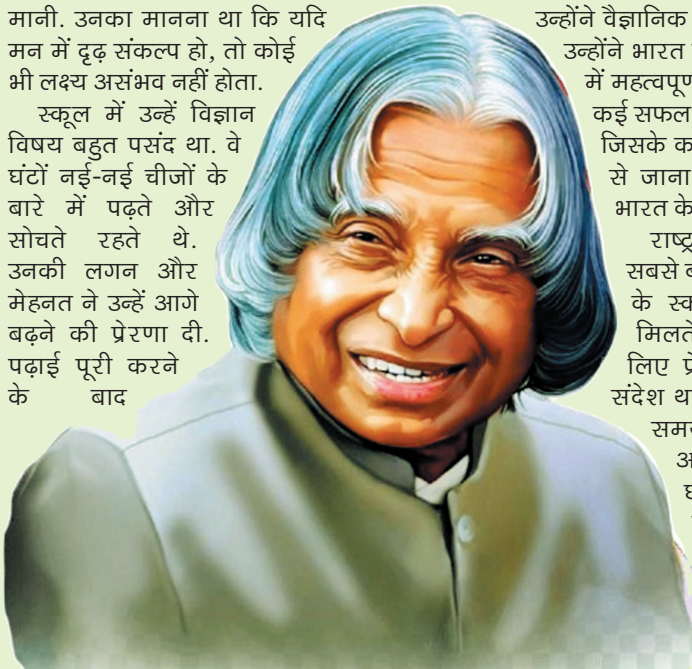 मानी. उनका मानना था कि यदि
मन में दृढ़ संकल्प हो, तो कोई
भी लक्ष्य असंभव नहीं होता.
स्कूल में उन्हें विज्ञान
विषय बहुत पसंद था. वे
घंटों नई-नई चीजों के
बारे में पढ़ते और
सोचते रहते थे.
उनकी लगन और
मेहनत ने उन्हें आगे
बढ़ने की प्रेरणा दी.
पढ़ाई पूरी करने
के बाद
उन्होंने वैज्ञानिक
उन्होंने भारत
में महत्वपूर्ण
कई सफल
जिसके
से जाना
भारत के
सबसे
के
लिए
संदेश